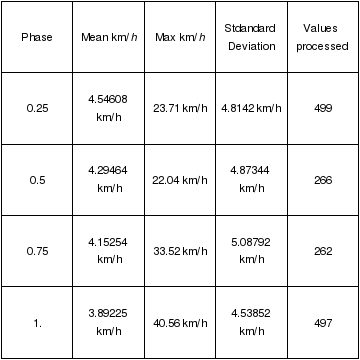 Phase Mean km/h Max km/h Stdandard Deviation Values processed
0.25 4.54608 km/h 23.71 km/h 4.8142 km/h 499
0.5 4.29464 km/h 22.04 km/h 4.87344 km/h 266
0.75 4.15254 km/h 33.52 km/h 5.08792 km/h 262
1. 3.89225 km/h 40.56 km/h 4.53852 km/h 497